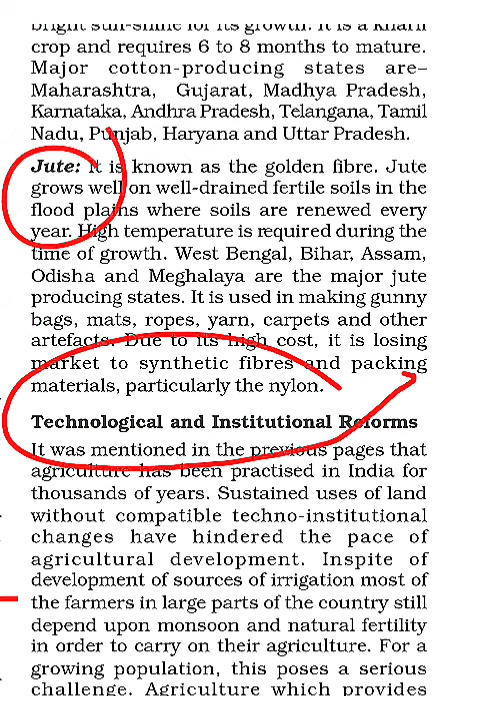 bright sun-shine for its growth. It is a kharif
crop and requires 6 to 8 months to mature.
Major cotton-producing states are–
Maharashtra, Gujarat, Madhya Pradesh,
Karnataka, Andhra Pradesh, Telangana, Tamil
Nadu, Punjab, Haryana and Uttar Pradesh.
Jute: It is known as the golden fibre. Jute
grows well on well-drained fertile soils in the
flood plains where soils are renewed every
year. High temperature is required during the
time of growth. West Bengal, Bihar, Assam,
Odisha and Meghalaya are the major jute
producing states. It is used in making gunny
bags, mats, ropes, yarn, carpets and other
artefacts. Due to its high cost, it is losing
market to synthetic fibres and packing
materials, particularly the nylon.
Technological and Institutional Reforms
It was mentioned in the previous pages that
agriculture has been practised in India for
thousands of years. Sustained uses of land
without compatible techno-institutional
changes have hindered the pace of
agricultural development. Inspite of
development of sources of irrigation most of
the farmers in large parts of the country still
depend upon monsoon and natural fertility
in order to carry on their agriculture. For a
growing population, this poses a serious
challenge. Agriculture which provides